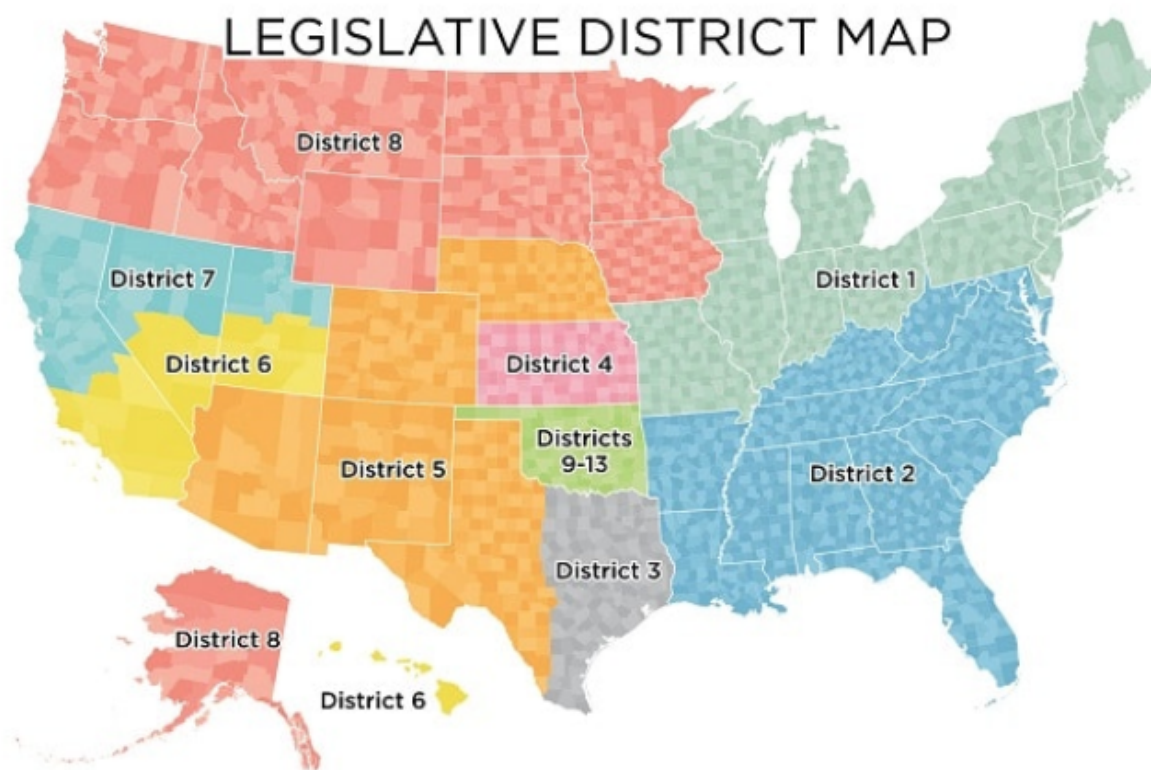 LEGISLATIVE DISTRICT MAP
District 8
District 7
District 1
District 6
District 4
Districts
9-13
District 5
District 2
District 3
District 8
District 6